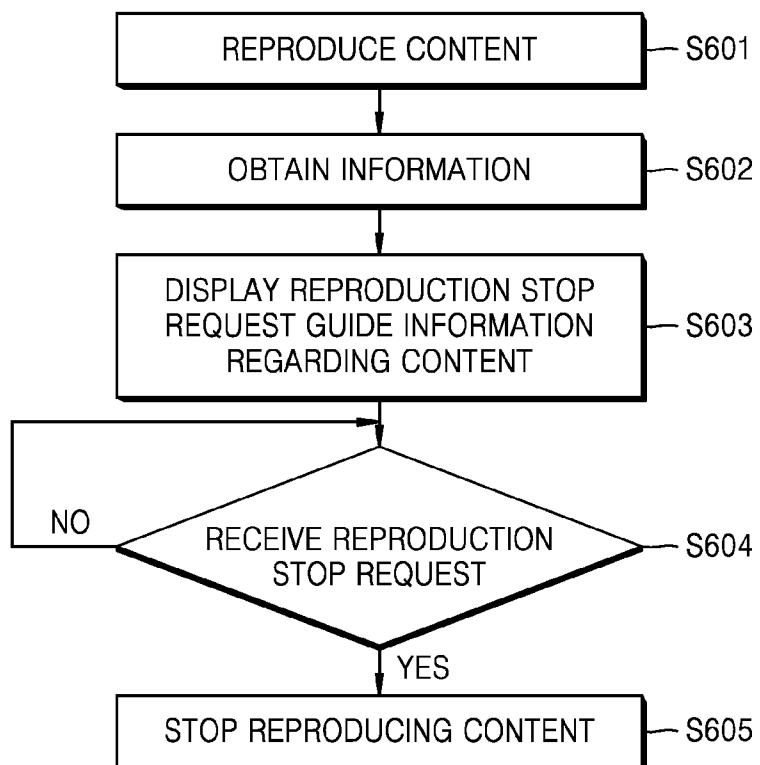 REPRODUCE CONTENT
S601
OBTAIN INFORMATION
S602
DISPLAY REPRODUCTION STOP
REQUEST GUIDE INFORMATION
REGARDING CONTENT
S603
NO
RECEIVE REPRODUCTION
STOP REQUEST
S604
YES
STOP REPRODUCING CONTENT
S605